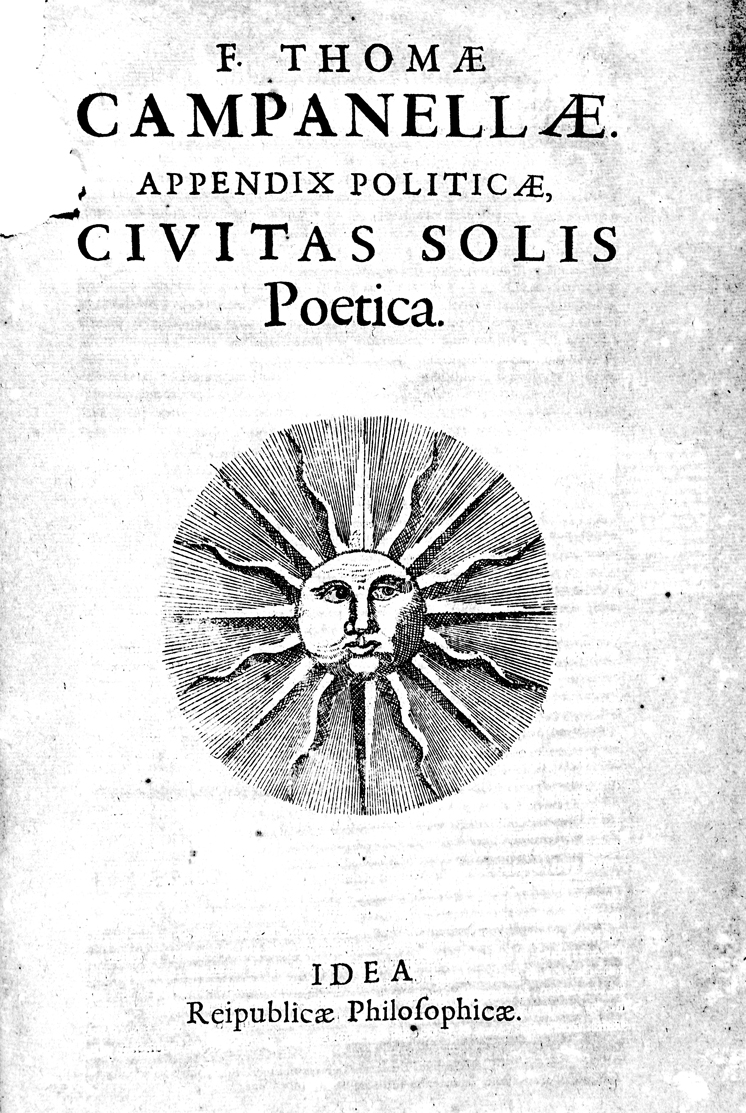 F. THOMÆ
CAMPANELLÆ.
APPENDIX POLITICÆ,
CIVITAS SOLIS
Poetica.
IDEA
Reipublicæ Philoſophicæ.